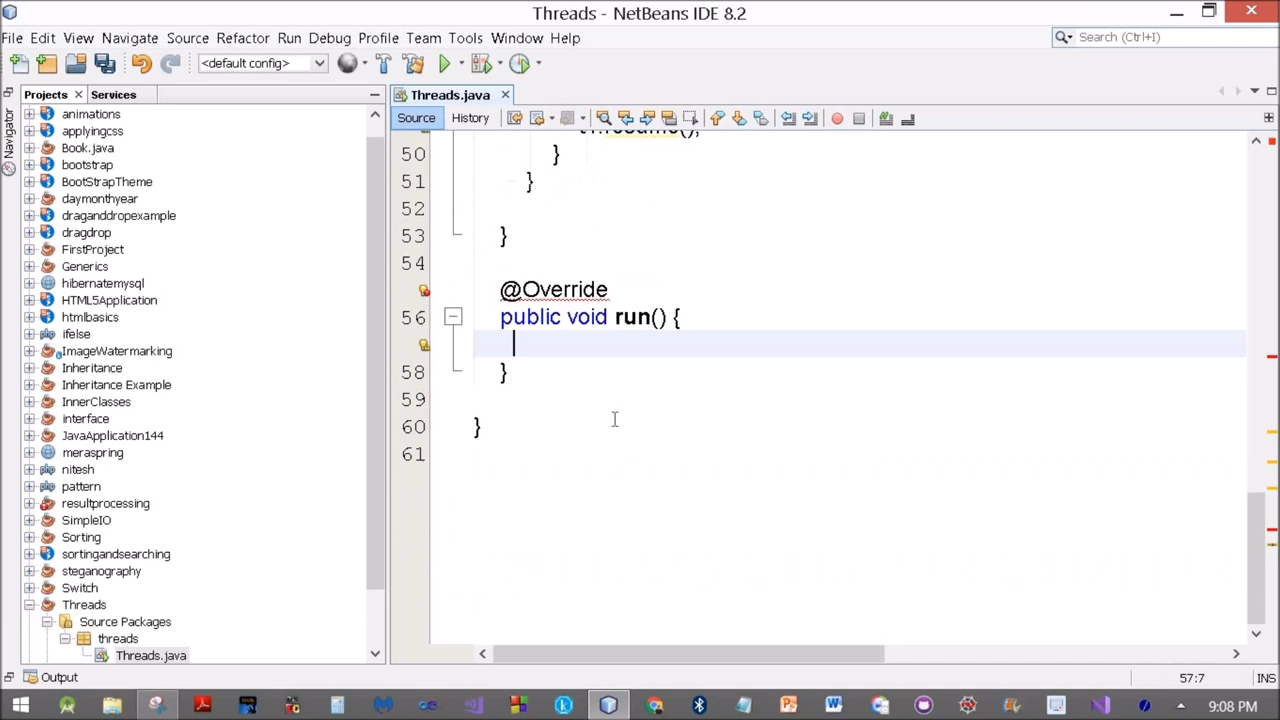 Threads - NetBeans IDE 8.2
File Edit View Navigate Source Refactor Run Debug Profile Team Tools Window Help
Search (Ctrl+I)
<default config>
Projects Services
Navigator
animations
applyingcss
Book.java
bootstrap
BootStrapTheme
daymonthyear
draganddropexample
dragdrop
FirstProject
Generics
hibernatemysql
HTML5Application
htmlbasics
ifelse
ImageWatermarking
Inheritance
Inheritance Example
InnerClasses
interface
JavaApplication144
meraspring
nitesh
pattern
resultprocessing
SimpleIO
Sorting
sortingandsearching
steganography
Switch
Threads
Source Packages
threads
Threads.java
Threads.java
Source History
t1.resume();
50 }
51 }
52
53 }
54
@Override
56 public void run() {
58 }
59
60 }
61
Output
57:7 INS
9:08 PM